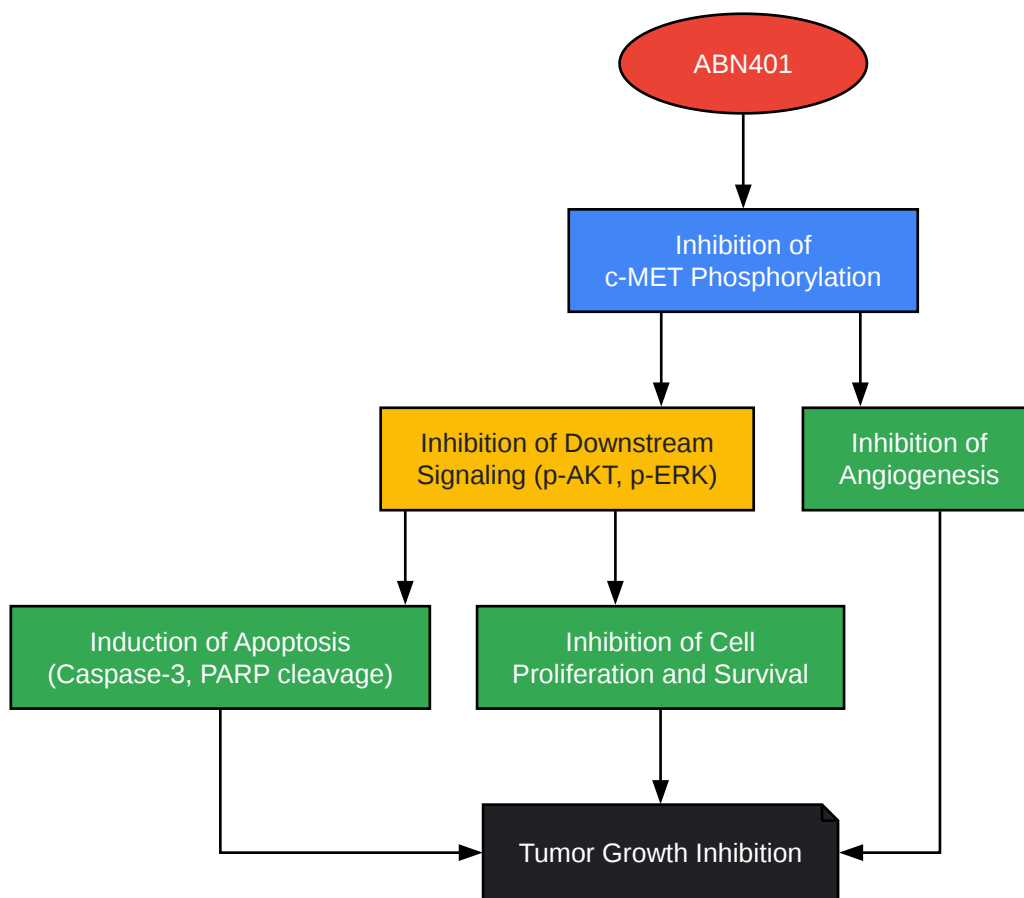 ABN401
Inhibition of
c-MET Phosphorylation
Inhibition of Downstream
Signaling (p-AKT, p-ERK)
Inhibition of
Angiogenesis
Induction of Apoptosis
(Caspase-3, PARP cleavage)
Inhibition of Cell
Proliferation and Survival
Tumor Growth Inhibition